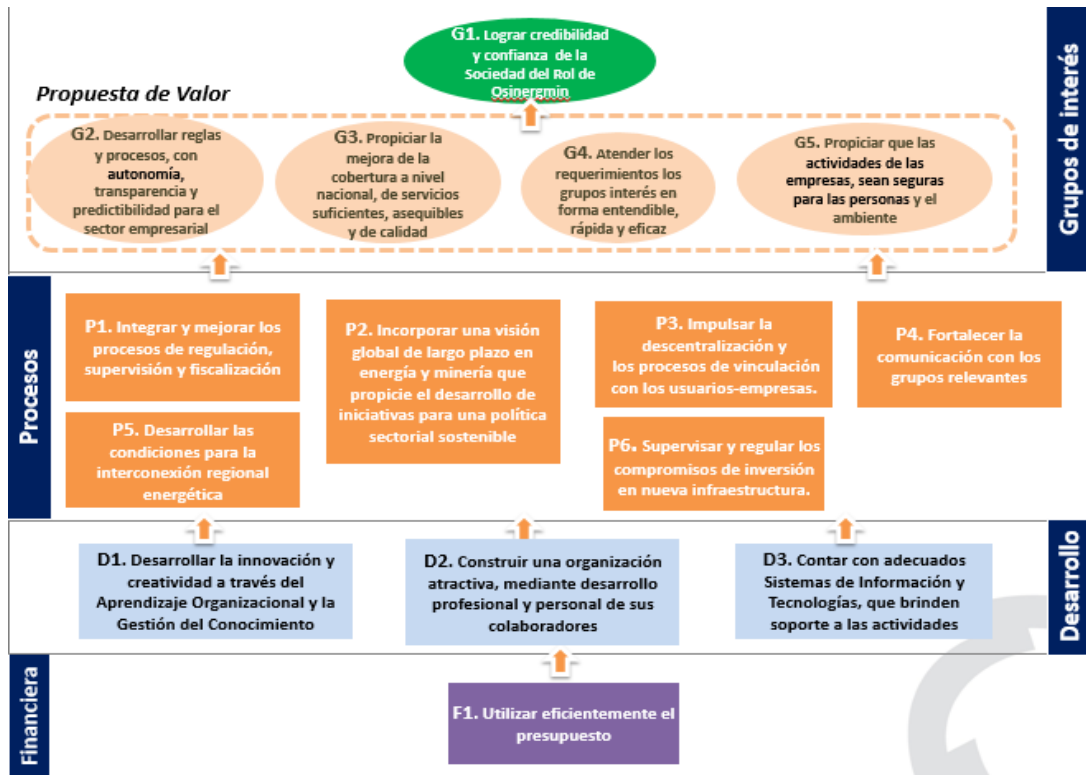 G1. Lograr credibilidad
y confianza de la
Sociedad del Rol de
Osinergmin
Grupos de interés
Propuesta de Valor
G2. Desarrollar reglas
y procesos, con
autonomía,
transparencia y
predictibilidad para el
sector empresarial
G3. Propiciar la
mejora de la
cobertura a nivel
nacional, de servicios
suficientes, asequibles
y de calidad
G4. Atender los
requerimientos los
grupos interés en
forma entendible,
rápida y eficaz
G5. Propiciar que las
actividades de las
empresas, sean seguras
para las personas y el
ambiente
Procesos
P1. Integrar y mejorar los
procesos de regulación,
supervisión y fiscalización
P2. Incorporar una visión
global de largo plazo en
energía y minería que
propicie el desarrollo de
iniciativas para una política
sectorial sostenible
P3. Impulsar la
descentralización y
los procesos de vinculación
con los usuarios-empresas.
P4. Fortalecer la
comunicación con los
grupos relevantes
P5. Desarrollar las
condiciones para la
interconexión regional
energética
P6. Supervisar y regular los
compromisos de inversión
en nueva infraestructura.
Desarrollo
D1. Desarrollar la innovación y
creatividad a través del
Aprendizaje Organizacional y la
Gestión del Conocimiento
D2. Construir una organización
atractiva, mediante desarrollo
profesional y personal de sus
colaboradores
D3. Contar con adecuados
Sistemas de Información y
Tecnologías, que brinden
soporte a las actividades
Financiera
F1. Utilizar eficientemente el
presupuesto